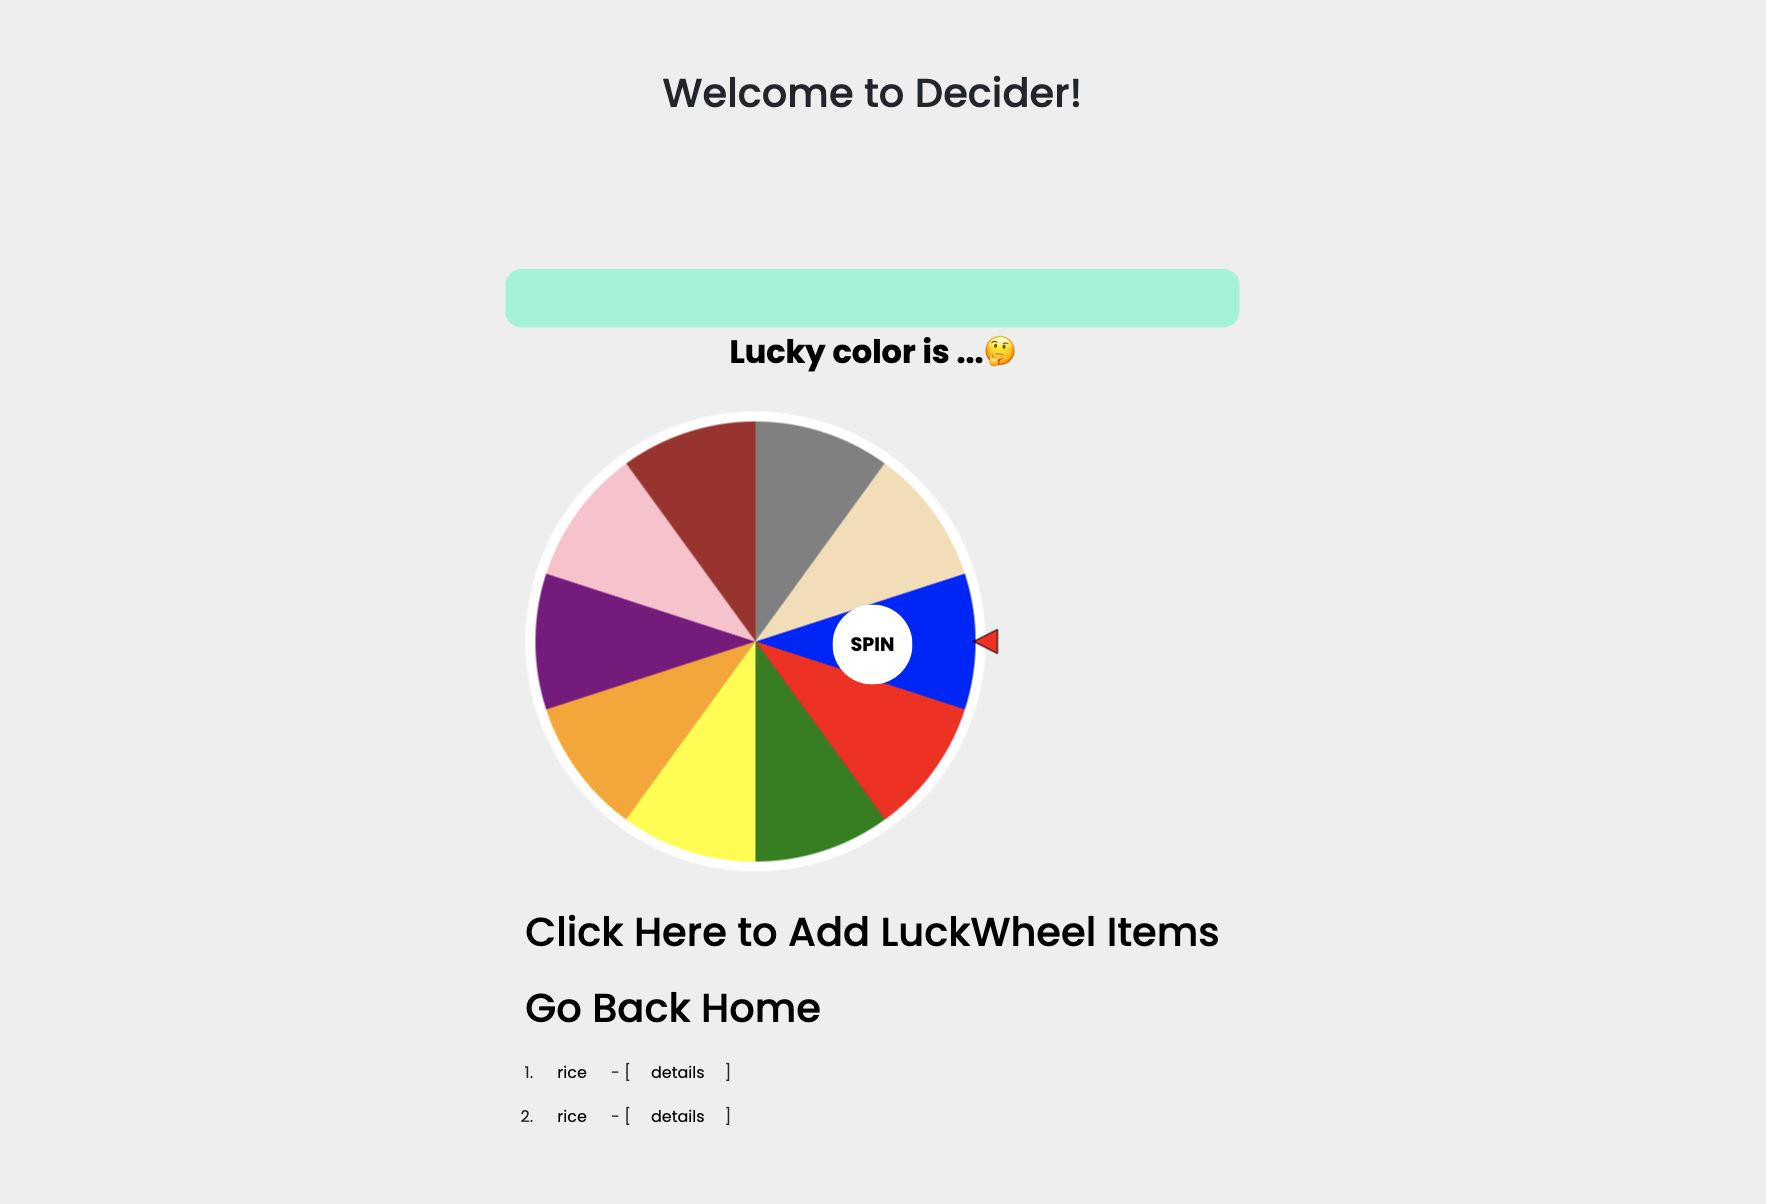 Welcome to Decider!
Lucky color is ...🤔
SPIN
Click Here to Add LuckWheel Items
Go Back Home
1. rice - [ details ]
2. rice - [ details ]